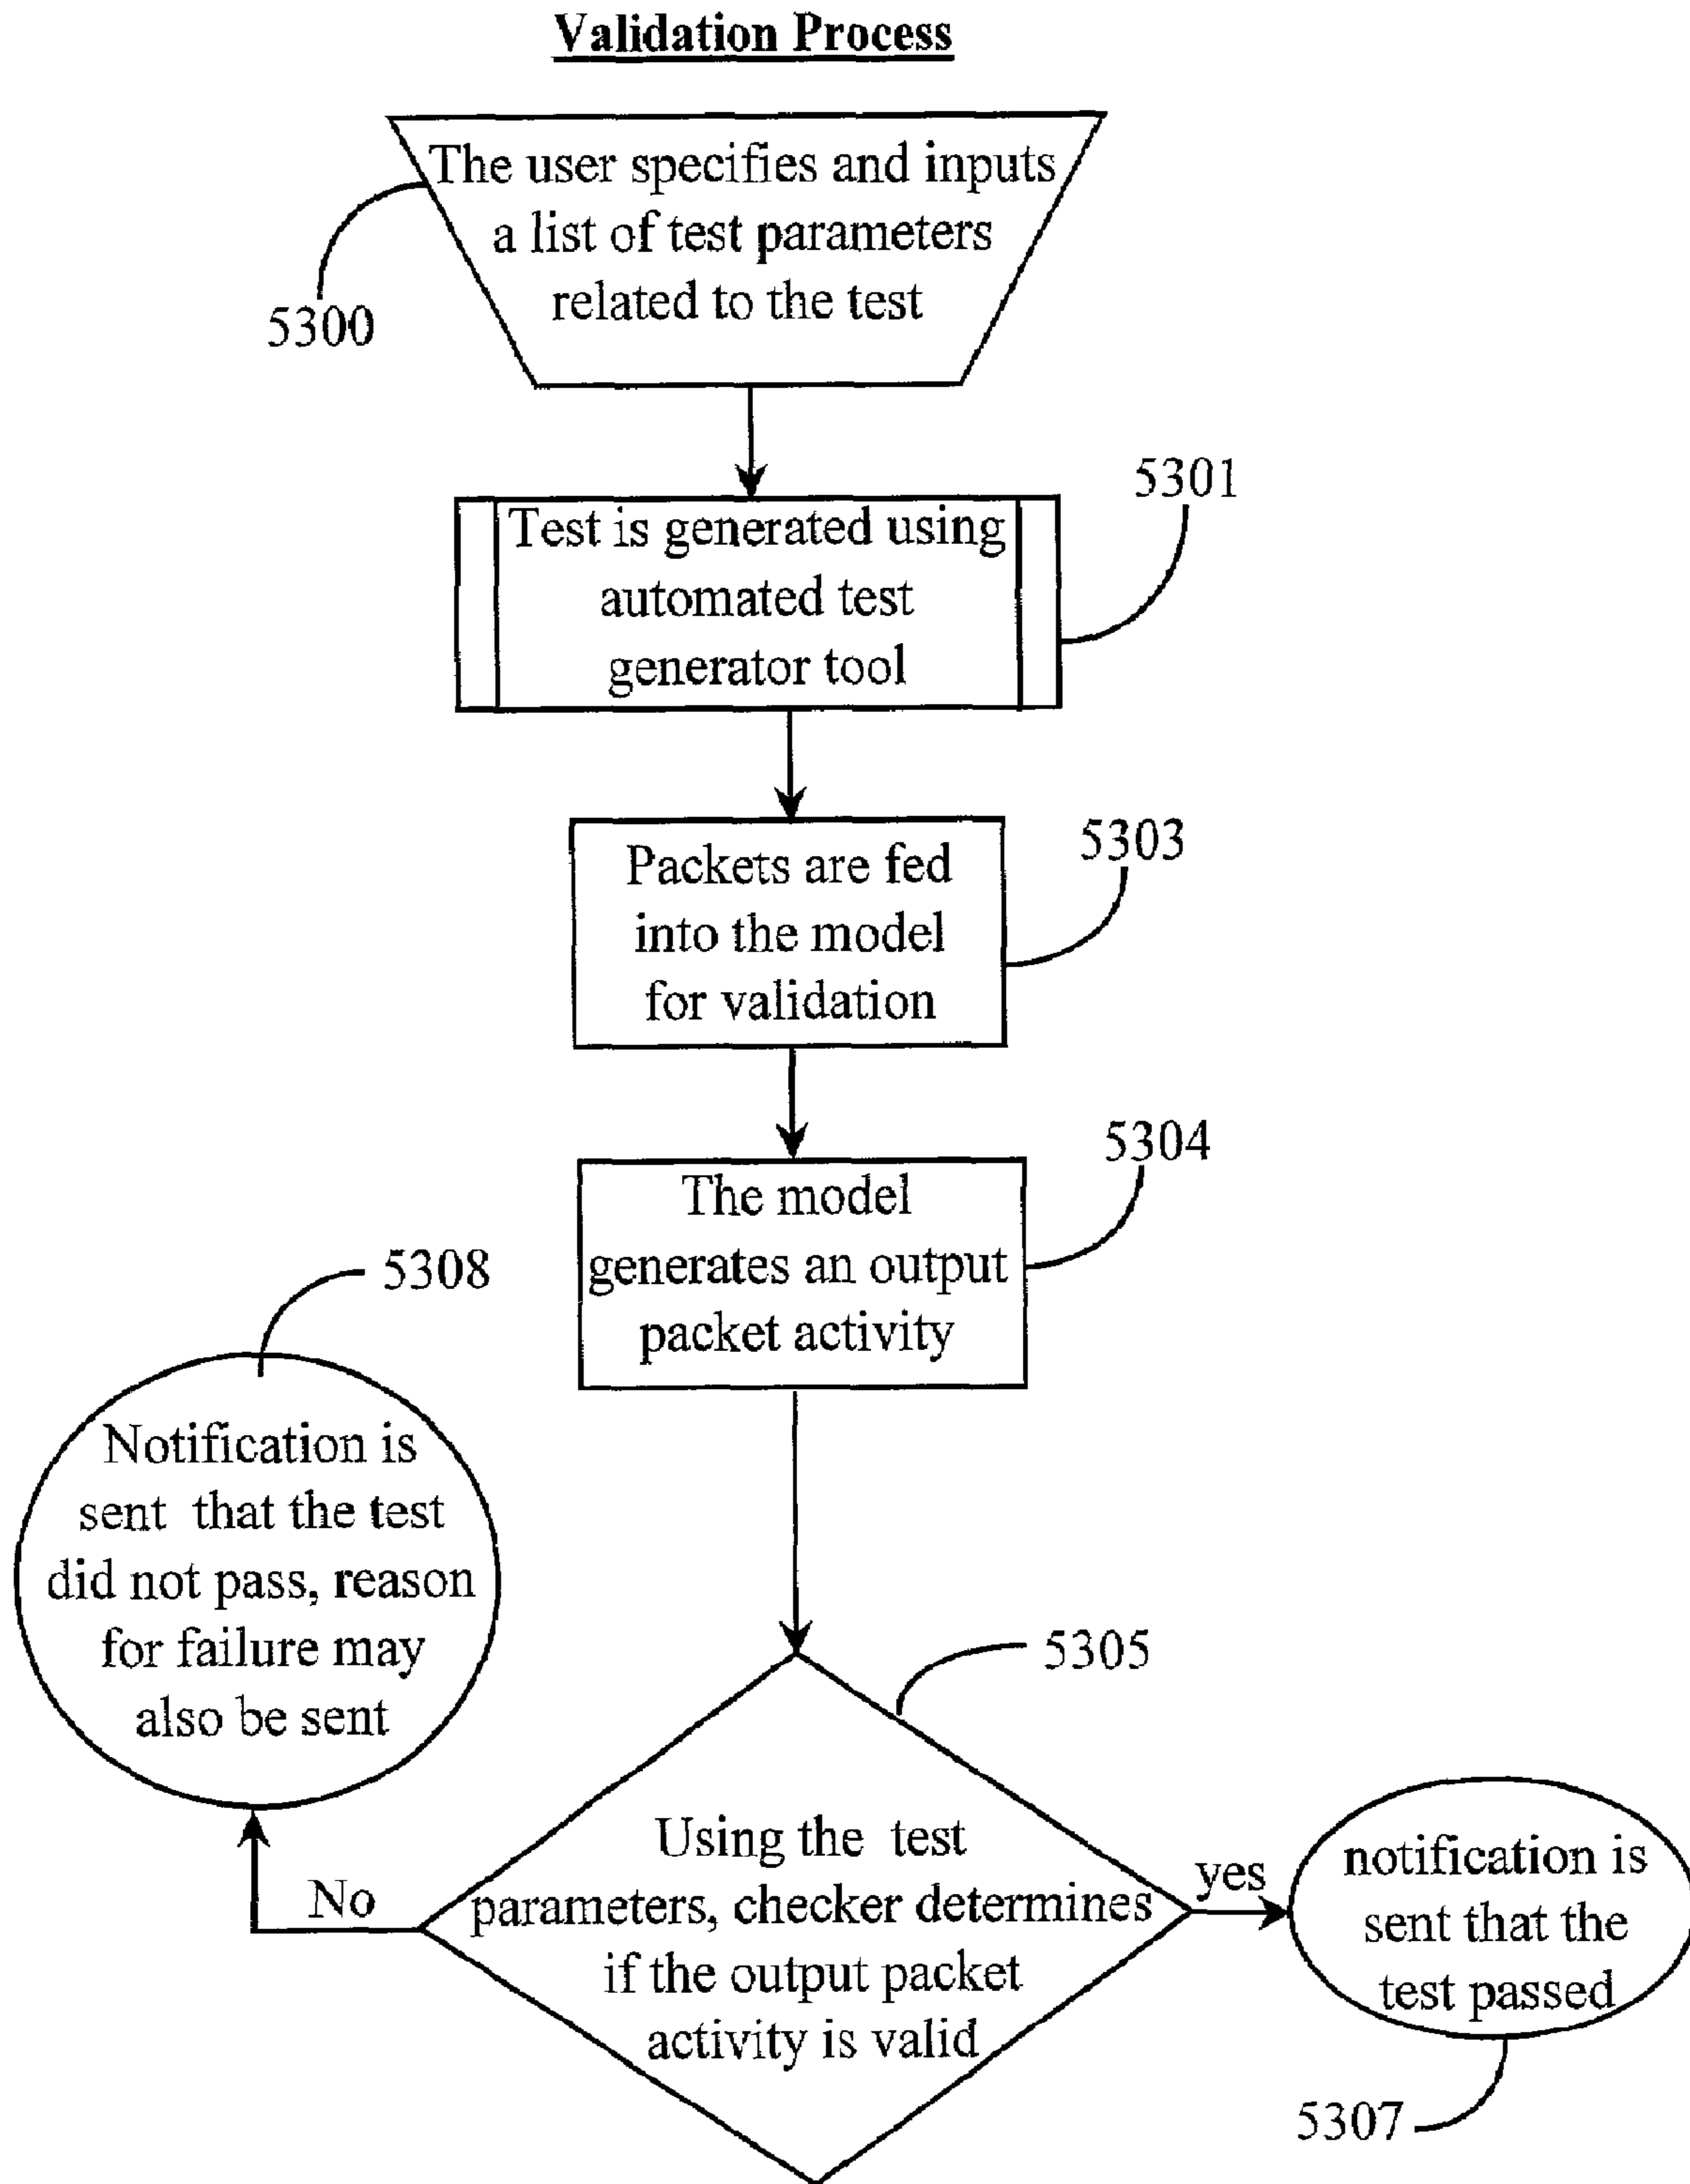 Validation Process
The user specifies and inputs
a list of test parameters
related to the test
5300
5301
Test is generated using
automated test
generator tool
5303
Packets are fed
into the model
for validation
5304
The model
generates an output
packet activity
5308
Notification is
sent that the test
did not pass, reason
for failure may
also be sent
5305
Using the test
parameters, checker determines
if the output packet
activity is valid
No
yes
notification is
sent that the
test passed
5307